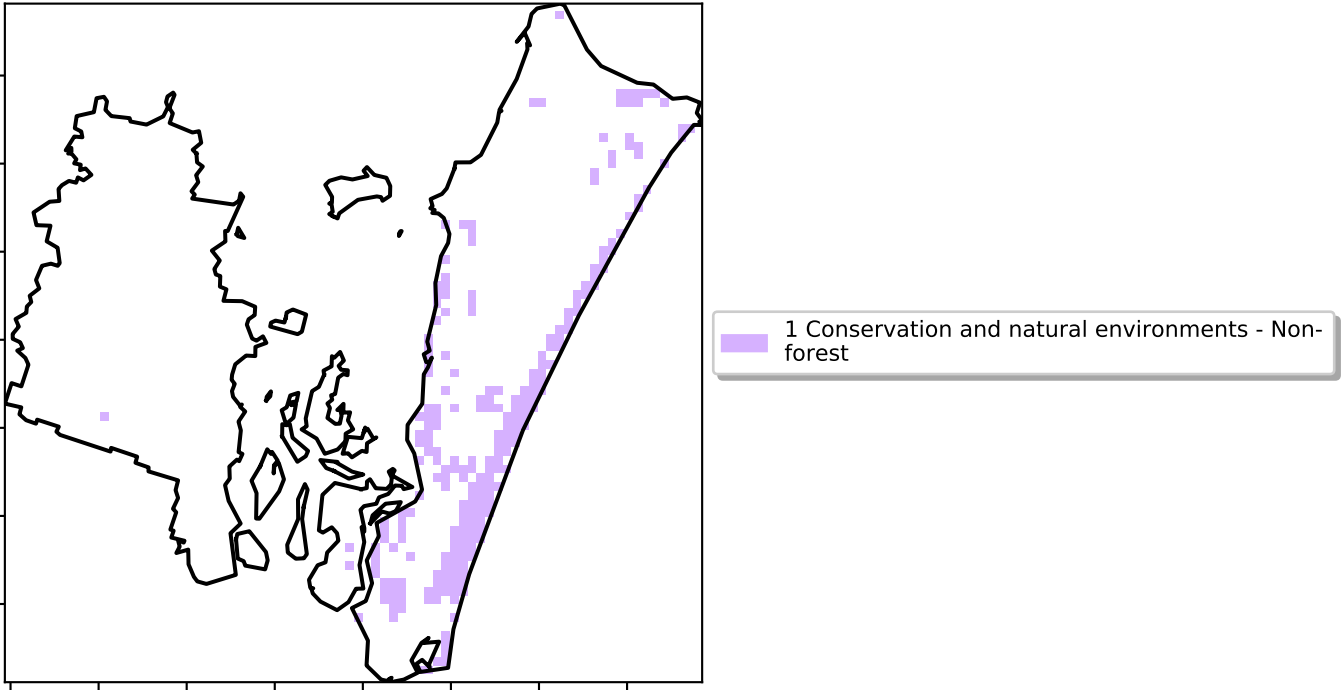 1 Conservation and natural environments - Non-
forest